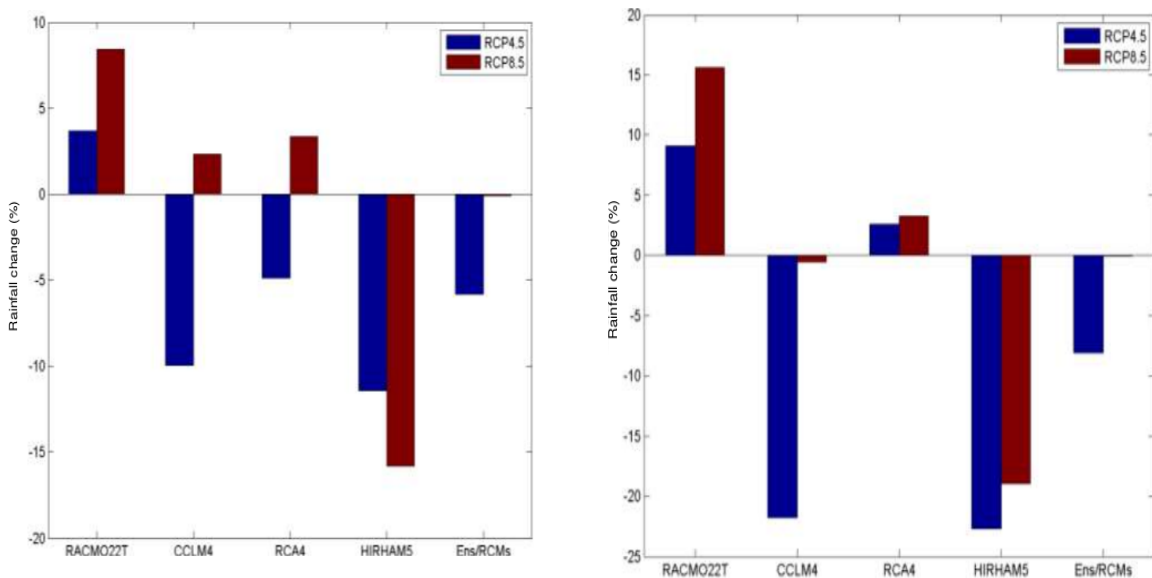 10
5
0
-5
-10
-15
-20
Rainfall change (%)
RCP4.5
RCP8.5
RACMO22T CCLM4 RCA4 HIRHAM5 Ens/RCMs
20
15
10
5
0
-5
-10
-15
-20
-25
Rainfall change (%)
RCP4.5
RCP8.5
RACMO22T CCLM4 RCA4 HIRHAM5 Ens/RCMs